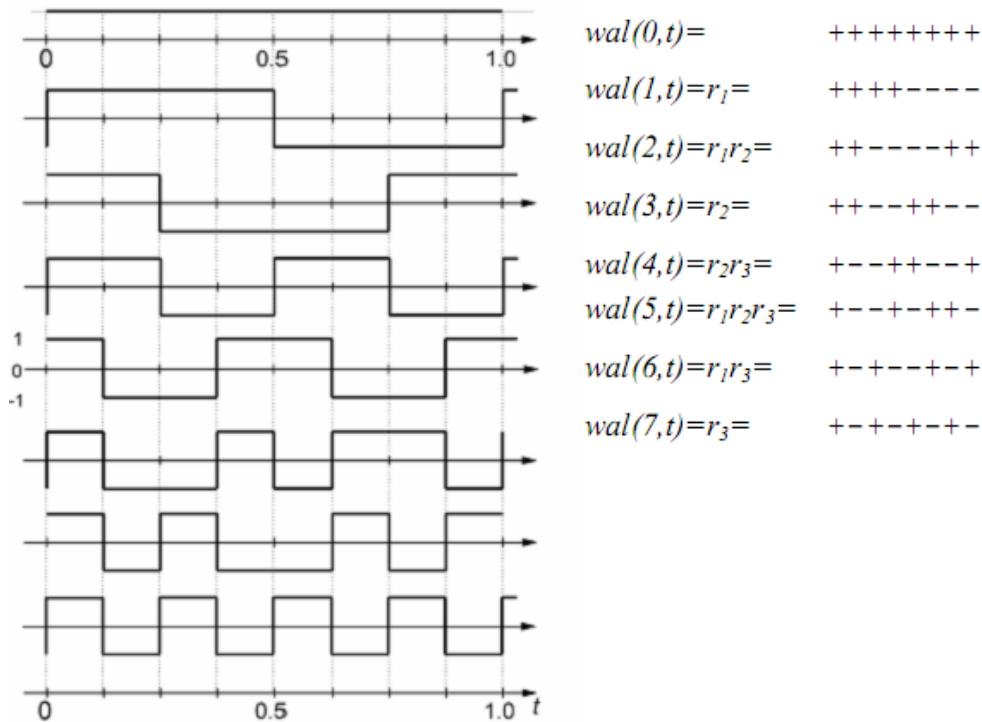 0 0.5 1.0
1
0
-1
0 0.5 1.0 t
wal(0,t)= ++++++++
wal(1,t)=r₁= ++++----
wal(2,t)=r₁r₂= ++----++
wal(3,t)=r₂= ++--++--
wal(4,t)=r₂r₃= +--++--+
wal(5,t)=r₁r₂r₃= +--+-++-
wal(6,t)=r₁r₃= +-+--+-+
wal(7,t)=r₃= +-+-+-+-